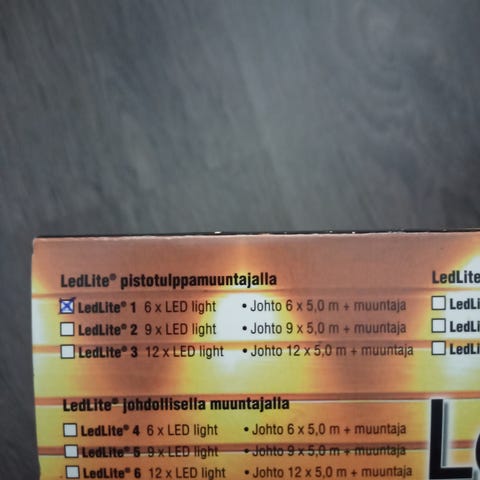 LedLite® pistotulppamuuntajalla
LedLite® 1 6 x LED light • Johto 6 x 5,0 m + muuntaja
LedLite® 2 9 x LED light • Johto 9 x 5,0 m + muuntaja
LedLite® 3 12 x LED light • Johto 12 x 5,0 m + muuntaja
LedLite® johdollisella muuntajalla
LedLite® 4 6 x LED light • Johto 6 x 5,0 m + muuntaja
LedLite® 5 9 x LED light • Johto 9 x 5,0 m + muuntaja
LedLite® 6 12 x LED light • Johto 12 x 5,0 m + muuntaja
LedLite